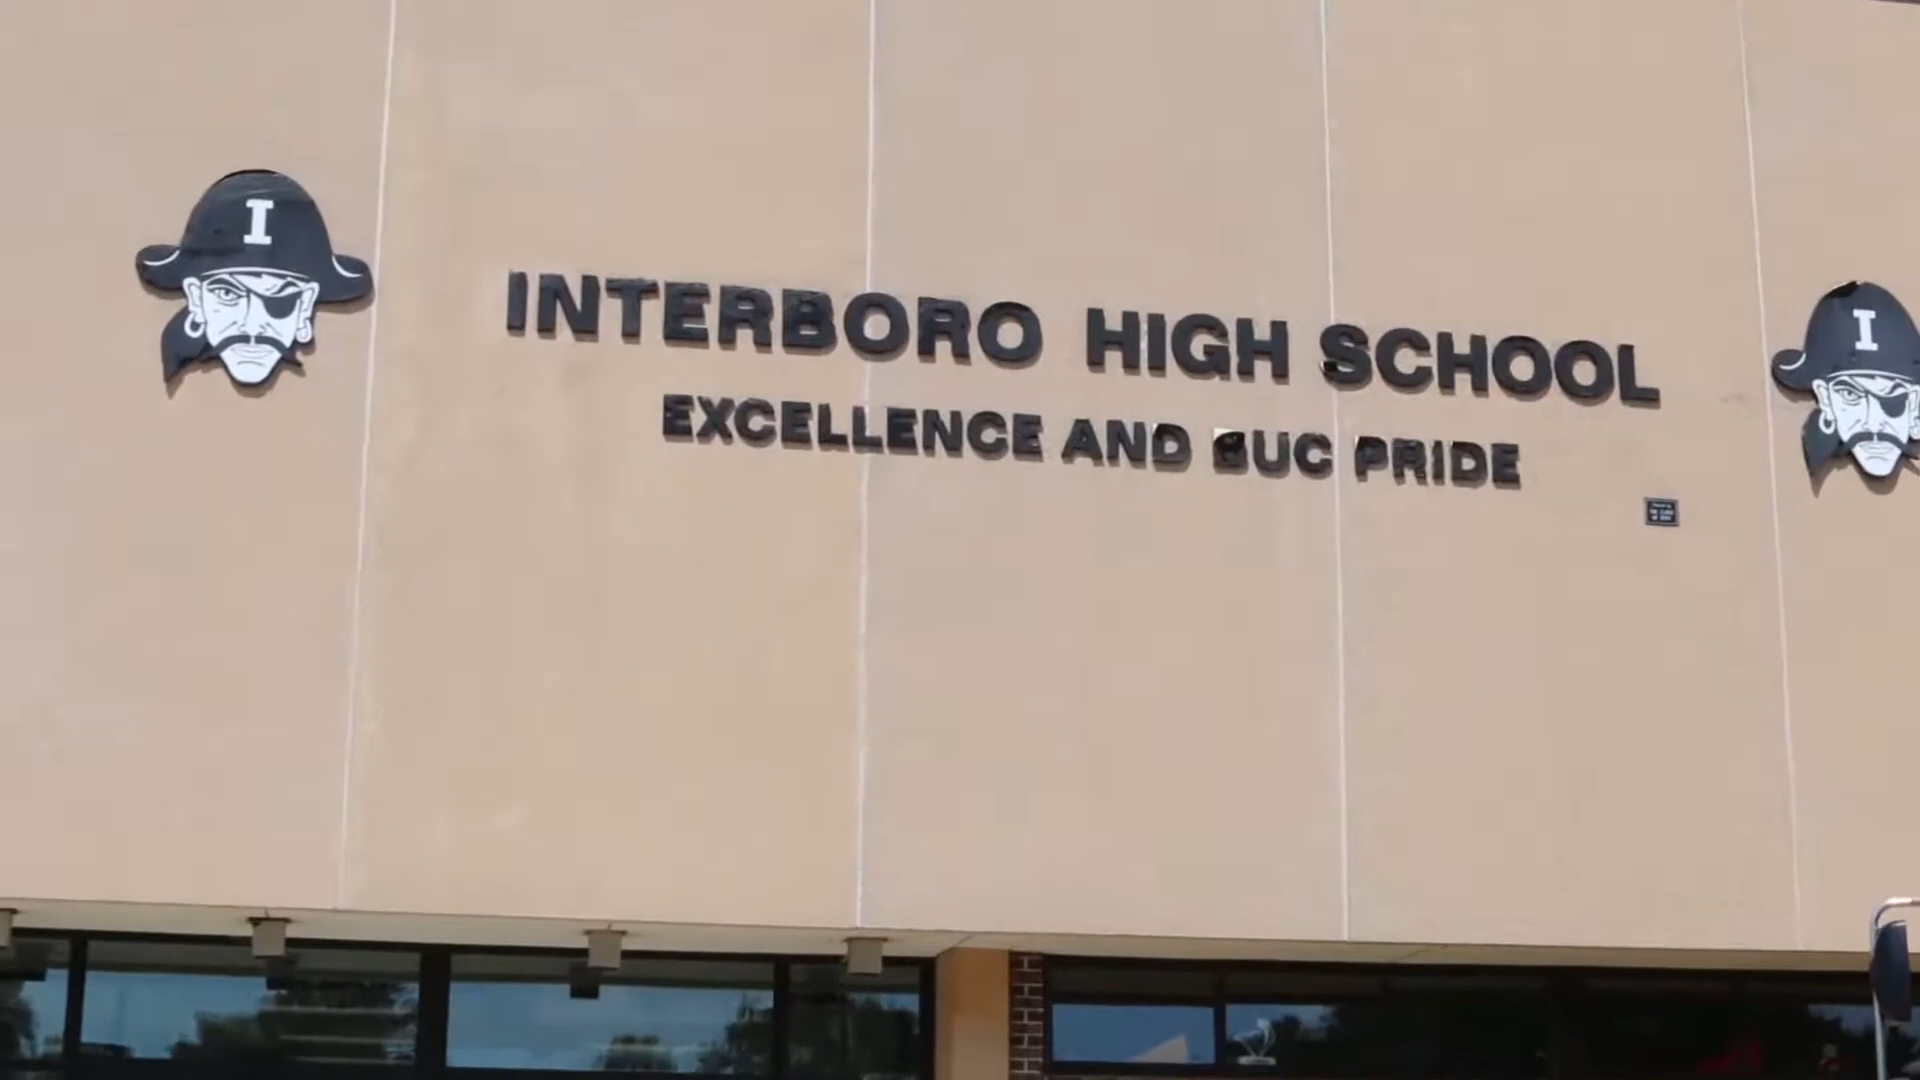 I
INTERBORO HIGH SCHOOL
EXCELLENCE AND BUC PRIDE
I